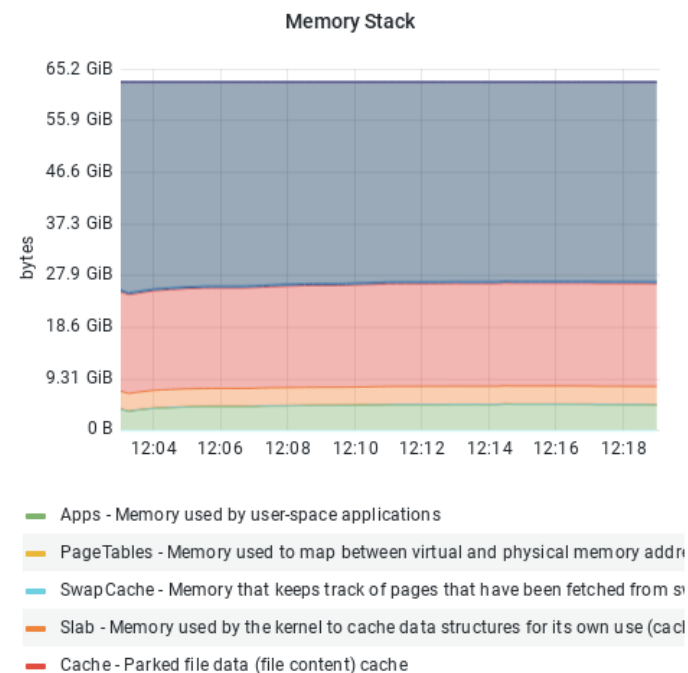 Memory Stack
65.2 GiB
55.9 GiB
46.6 GiB
37.3 GiB
27.9 GiB
18.6 GiB
9.31 GiB
0 B
bytes
12:04 12:06 12:08 12:10 12:12 12:14 12:16 12:18
Apps - Memory used by user-space applications
PageTables - Memory used to map between virtual and physical memory addre
SwapCache - Memory that keeps track of pages that have been fetched from sw
Slab - Memory used by the kernel to cache data structures for its own use (cach
Cache - Parked file data (file content) cache